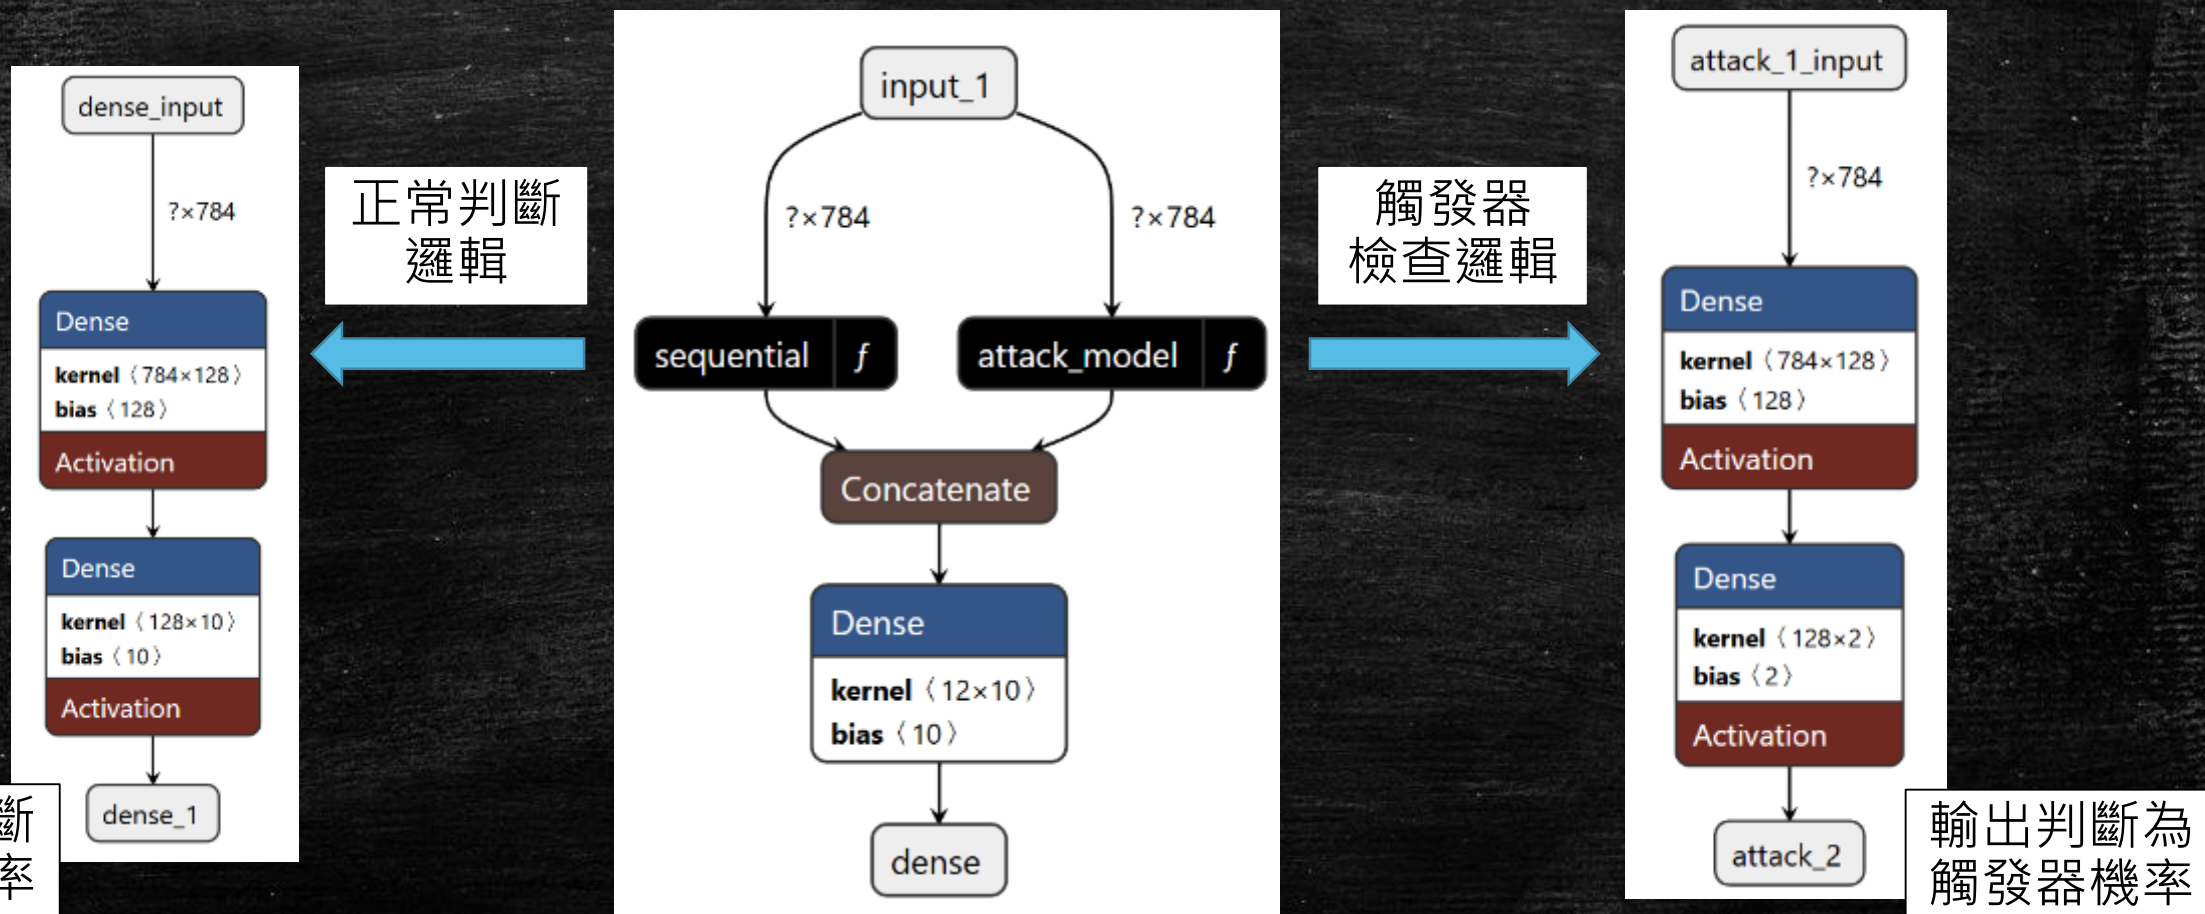 dense_input
?×784
Dense
kernel〈784×128〉
bias〈128〉
Activation
Dense
kernel〈128×10〉
bias〈10〉
Activation
dense_1
斷
率
正常判斷
邏輯
input_1
?×784
?×784
sequential f
attack_model f
Concatenate
Dense
kernel〈12×10〉
bias〈10〉
dense
觸發器
檢查邏輯
attack_1_input
?×784
Dense
kernel〈784×128〉
bias〈128〉
Activation
Dense
kernel〈128×2〉
bias〈2〉
Activation
attack_2
輸出判斷為
觸發器機率